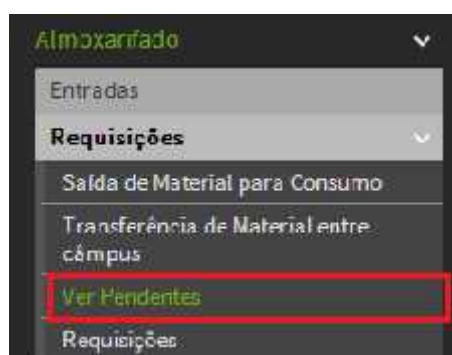 Almoxarifado
Entradas
Requisições
Saída de Material para Consumo
Transferência de Material entre
câmpus
Ver Pendentes
Requisições